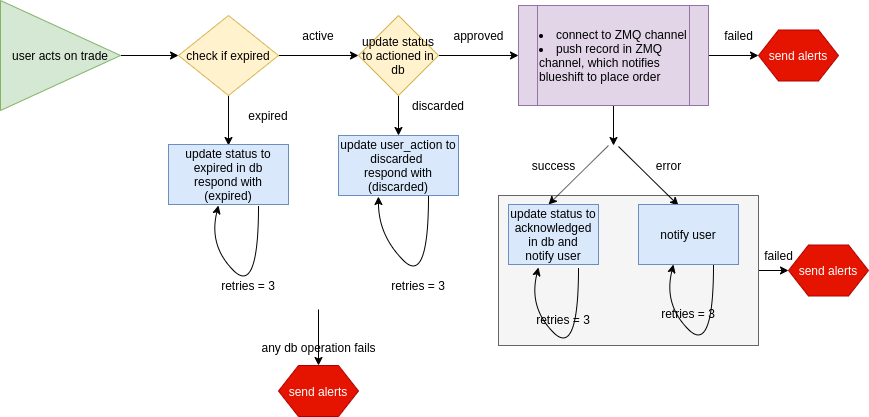 user acts on trade
check if expired
active
update status
to actioned in
db
approved
• connect to ZMQ channel
• push record in ZMQ
channel, which notifies
blueshift to place order
failed
send alerts
expired
discarded
update status to
expired in db
respond with
(expired)
retries = 3
update user_action to
discarded
respond with
(discarded)
retries = 3
success
error
update status to
acknowledged
in db and
notify user
retries = 3
notify user
retries = 3
failed
send alerts
any db operation fails
send alerts